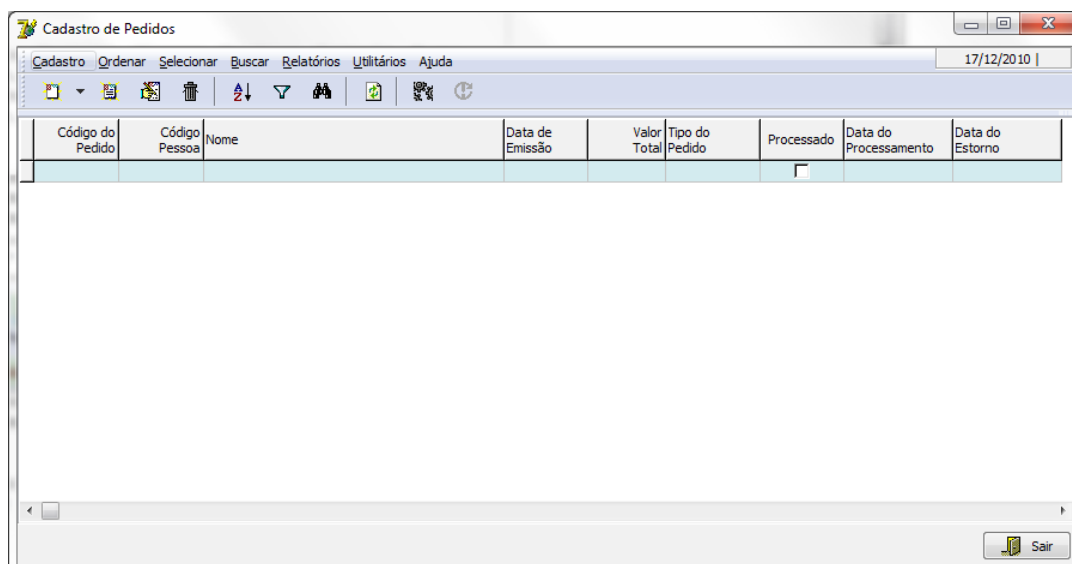 Cadastro de Pedidos
Cadastro Ordenar Selecionar Buscar Relatórios Utilitários Ajuda 17/12/2010 |
Código do Pedido
Código Pessoa
Nome
Data de Emissão
Valor Total
Tipo do Pedido
Processado
Data do Processamento
Data do Estorno
Sair